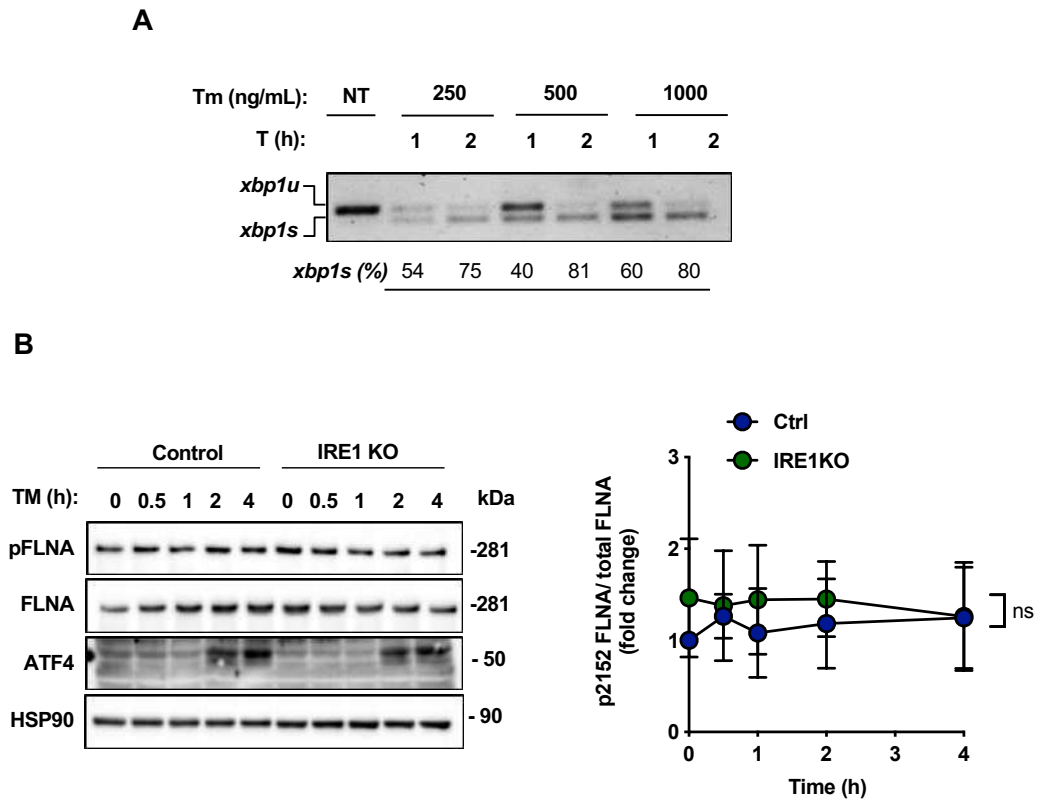 A
Tm (ng/mL): NT 250 500 1000
T (h): 1 2 1 2 1 2
xbp1u
xbp1s
xbp1s (%) 54 75 40 81 60 80
B
Control IRE1 KO
TM (h): 0 0.5 1 2 4 0 0.5 1 2 4 kDa
pFLNA -281
FLNA -281
ATF4 - 50
HSP90 - 90
Ctrl
IRE1KO
p2152 FLNA/ total FLNA
(fold change)
3
2
1
0
0 1 2 3 4
Time (h)
ns